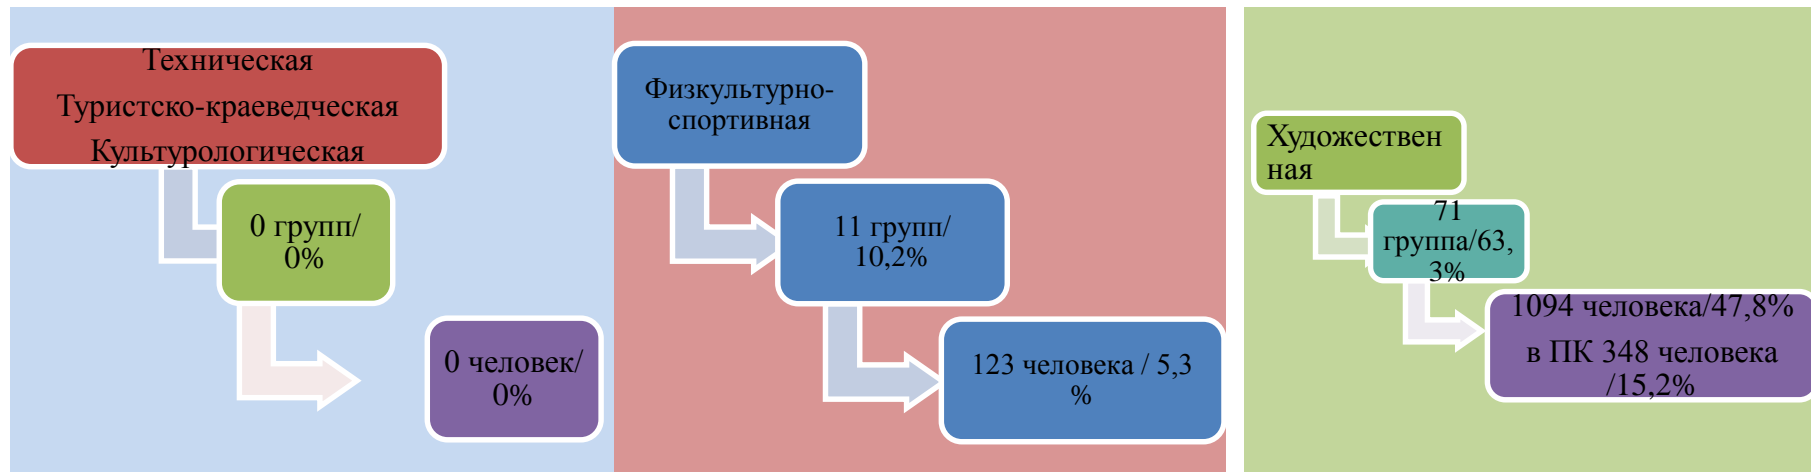 Техническая
Туристско-краеведческая
Культурологическая
0 групп/
0%
0 человек/
0%
Физкультурно-
спортивная
11 групп/
10,2%
123 человека / 5,3
%
Художествен
ная
71
группа/63,
3%
1094 человека/47,8%
в ПК 348 человека
/15,2%